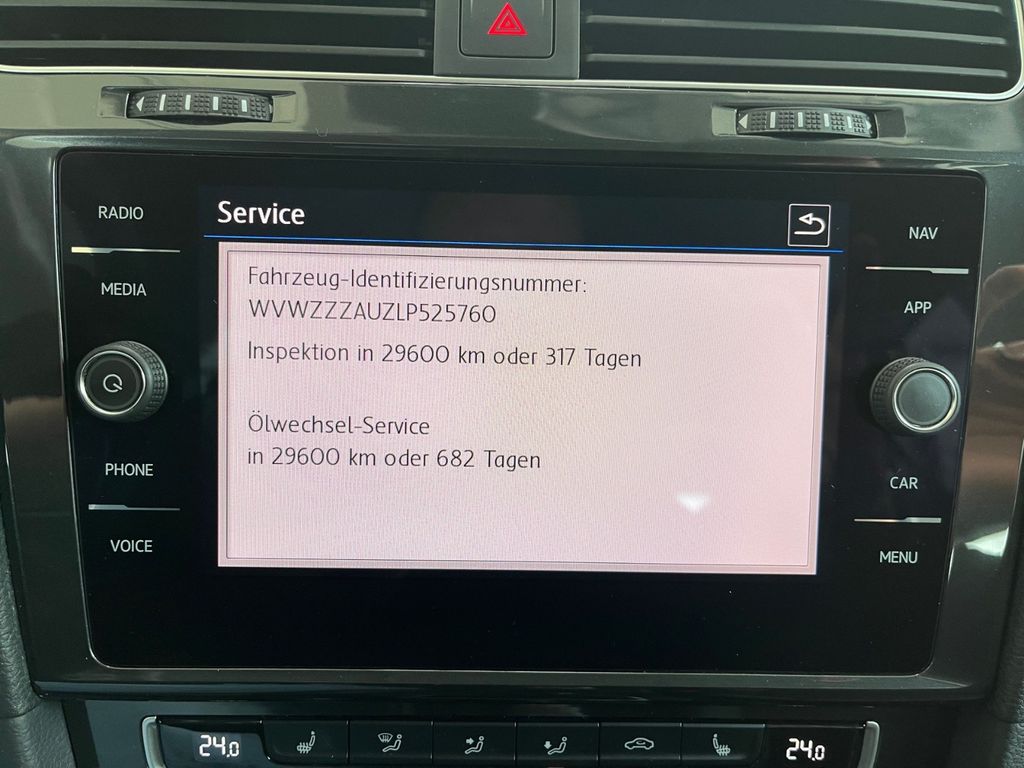 RADIO
Service
NAV
MEDIA
Fahrzeug-Identifizierungsnummer:
WVWZZZAUZLP525760
APP
Inspektion in 29600 km oder 317 Tagen
Ölwechsel-Service
in 29600 km oder 682 Tagen
PHONE
CAR
VOICE
MENU
24.0
24.0